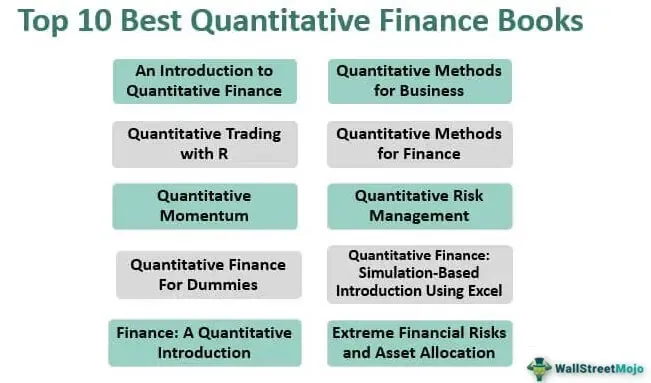 Top 10 Best Quantitative Finance Books
An Introduction to
Quantitative Finance
Quantitative Methods
for Business
Quantitative Trading
with R
Quantitative Methods
for Finance
Quantitative
Momentum
Quantitative Risk
Management
Quantitative Finance
For Dummies
Quantitative Finance:
Simulation-Based
Introduction Using Excel
Finance: A Quantitative
Introduction
Extreme Financial Risks
and Asset Allocation
WallStreetMojo